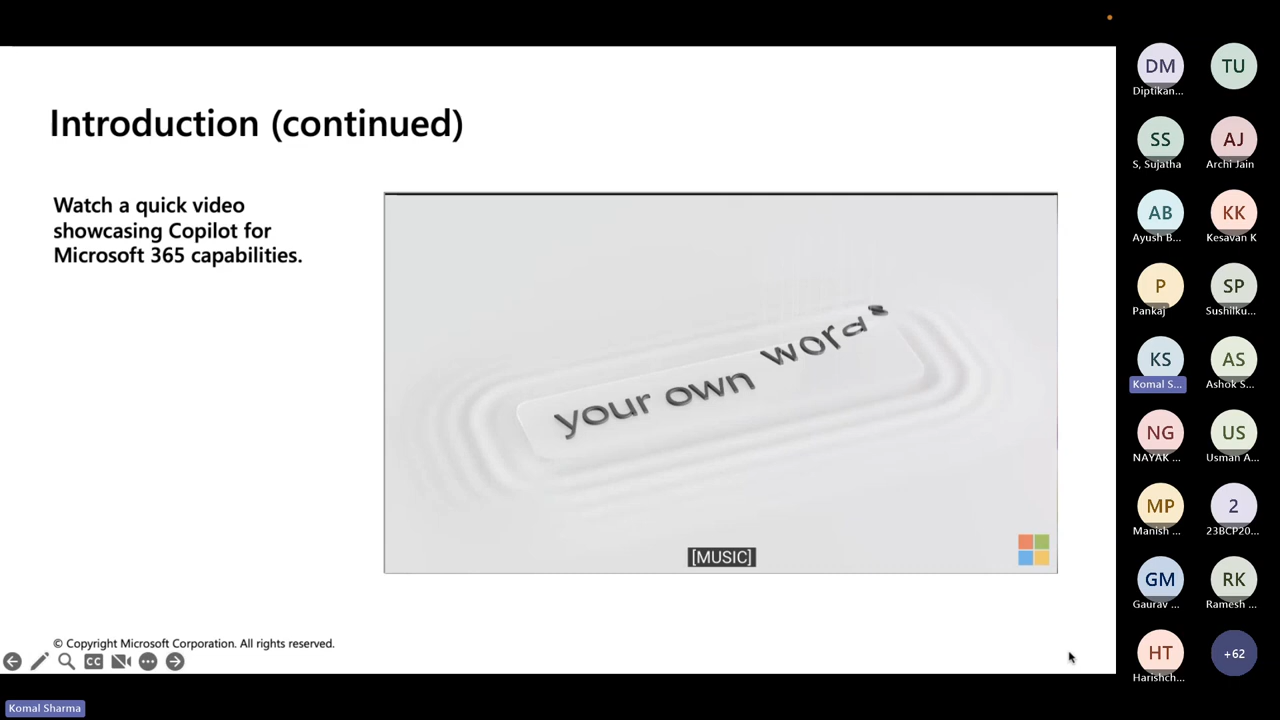 Introduction (continued)
Watch a quick video
showcasing Copilot for
Microsoft 365 capabilities.
your own words
[MUSIC]
© Copyright Microsoft Corporation. All rights reserved.
CC
Komal Sharma
DM
Diptikan...
TU
SS
S, Sujatha
AJ
Archi Jain
AB
Ayush B...
KK
Kesavan K
P
Pankaj
SP
Sushilku...
KS
Komal S...
AS
Ashok S...
NG
NAYAK ...
US
Usman A...
MP
Manish ...
2
23BCP20...
GM
Gaurav ...
RK
Ramesh ...
HT
Harishch...
+62